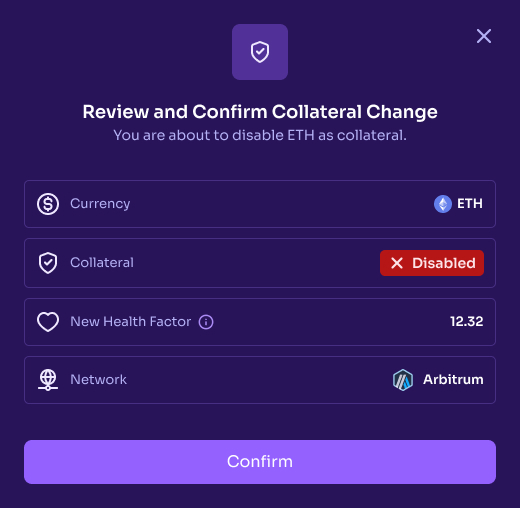 Review and Confirm Collateral Change
You are about to disable ETH as collateral.
Currency ETH
Collateral Disabled
New Health Factor 12.32
Network Arbitrum
Confirm